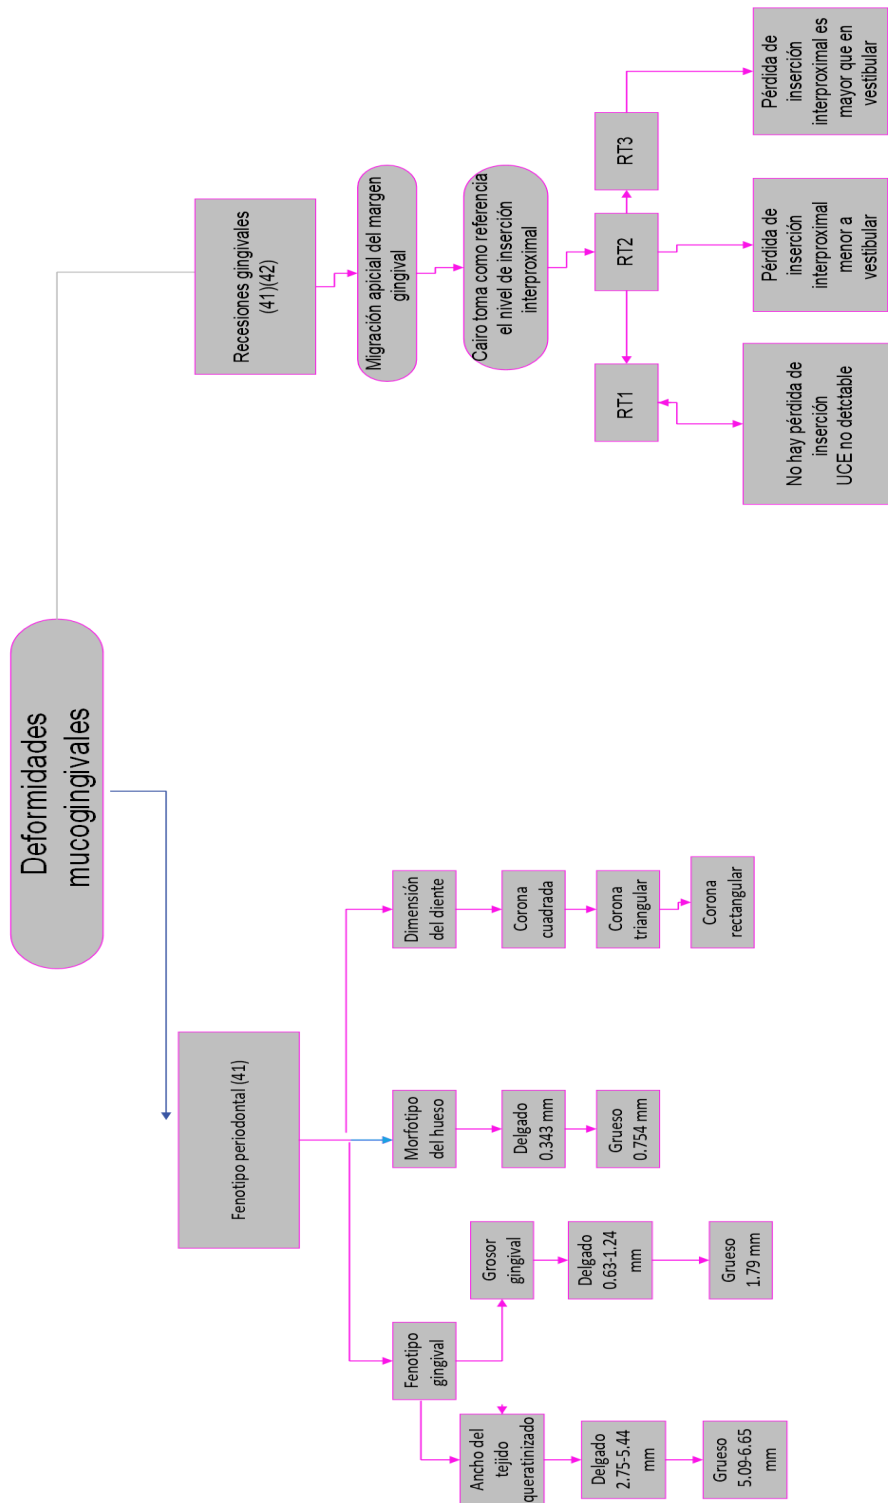 Deformidades
mucogingivales
Fenotipo periodontal (41)
Fenotipo
gingival
Ancho del
tejido
queratinizado
Delgado
2.75-5.44
mm
Grueso
5.09-6.65
mm
Grosor
gingival
Delgado
0.63-1.24
mm
Grueso
1.79 mm
Morfotipo
del hueso
Delgado
0.343 mm
Grueso
0.754 mm
Dimensión
del diente
Corona
cuadrada
Corona
triangular
Corona
rectangular
Recesiones gingivales
(41)(42)
Migración apicial del margen
gingival
Cairo toma como referencia
el nivel de inserción
interproximal
RT1
No hay pérdida de
inserción
UCE no detctable
RT2
Pérdida de
inserción
interproximal
menor a
vestibular
RT3
Pérdida de
inserción
interproximal es
mayor que en
vestibular